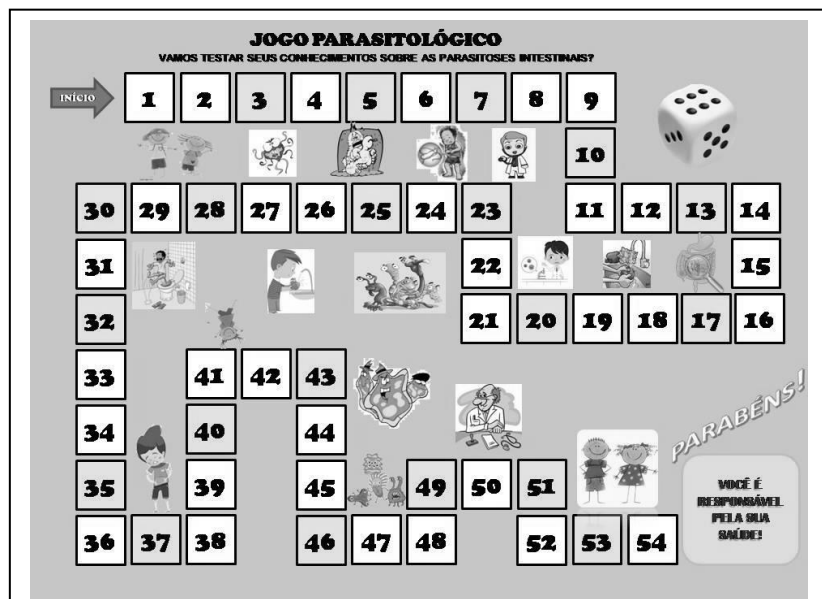 JOGO PARASITOLÓGICO
VAMOS TESTAR SEUS CONHECIMENTOS SOBRE AS PARASITOSES INTESTINAIS?
INÍCIO
1 2 3 4 5 6 7 8 9
10
30 29 28 27 26 25 24 23 11 12 13 14
31 22 15
32 21 20 19 18 17 16
33 41 42 43
34 40 44
35 39 45 49 50 51
36 37 38 46 47 48 52 53 54
PARABÉNS!
VOCÊ É
RESPONSÁVEL
PELA SUA
SAÚDE!